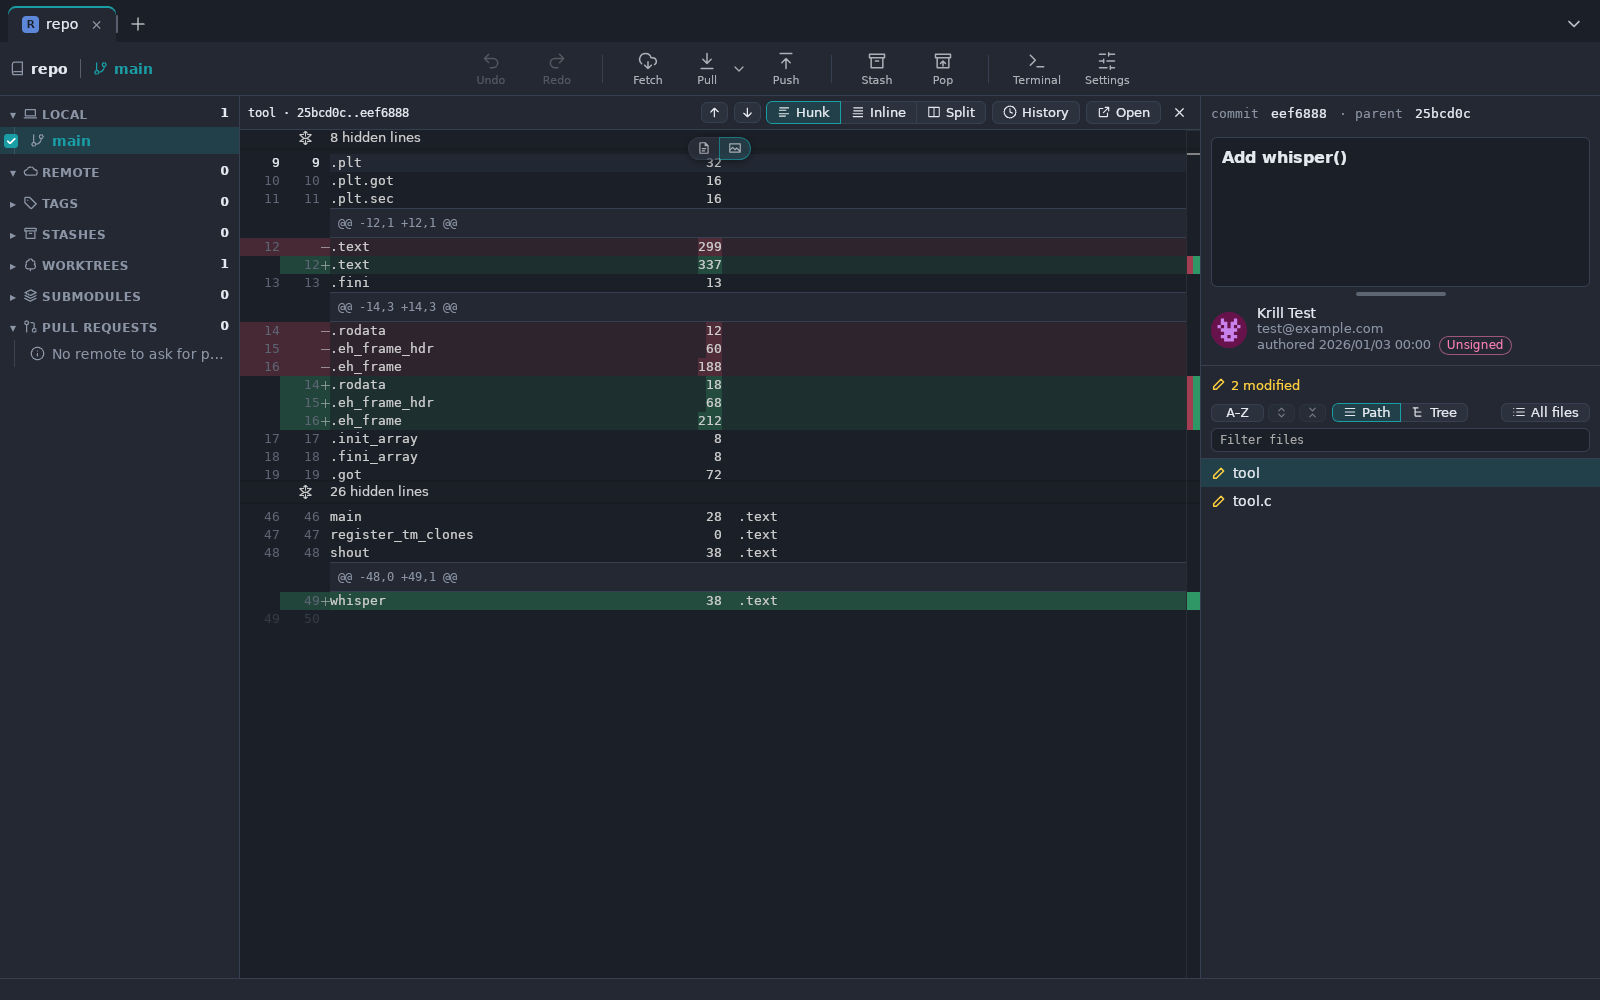 R repo
repo main
Undo Redo Fetch Pull Push Stash Pop Terminal Settings
LOCAL 1
main
REMOTE 0
TAGS 0
STASHES 0
WORKTREES 1
SUBMODULES 0
PULL REQUESTS 0
No remote to ask for p…
tool · 25bcd0c..eef6888 Hunk Inline Split History Open
8 hidden lines
9 9 .plt 32
10 10 .plt.got 16
11 11 .plt.sec 16
@@ -12,1 +12,1 @@
12 –.text 299
12+.text 337
13 13 .fini 13
@@ -14,3 +14,3 @@
14 –.rodata 12
15 –.eh_frame_hdr 60
16 –.eh_frame 188
14+.rodata 18
15+.eh_frame_hdr 68
16+.eh_frame 212
17 17 .init_array 8
18 18 .fini_array 8
19 19 .got 72
26 hidden lines
46 46 main 28 .text
47 47 register_tm_clones 0 .text
48 48 shout 38 .text
@@ -48,0 +49,1 @@
49+whisper 38 .text
49 50
commit eef6888 · parent 25bcd0c
Add whisper()
Krill Test
test@example.com
authored 2026/01/03 00:00 Unsigned
2 modified
A–Z Path Tree All files
Filter files
tool
tool.c